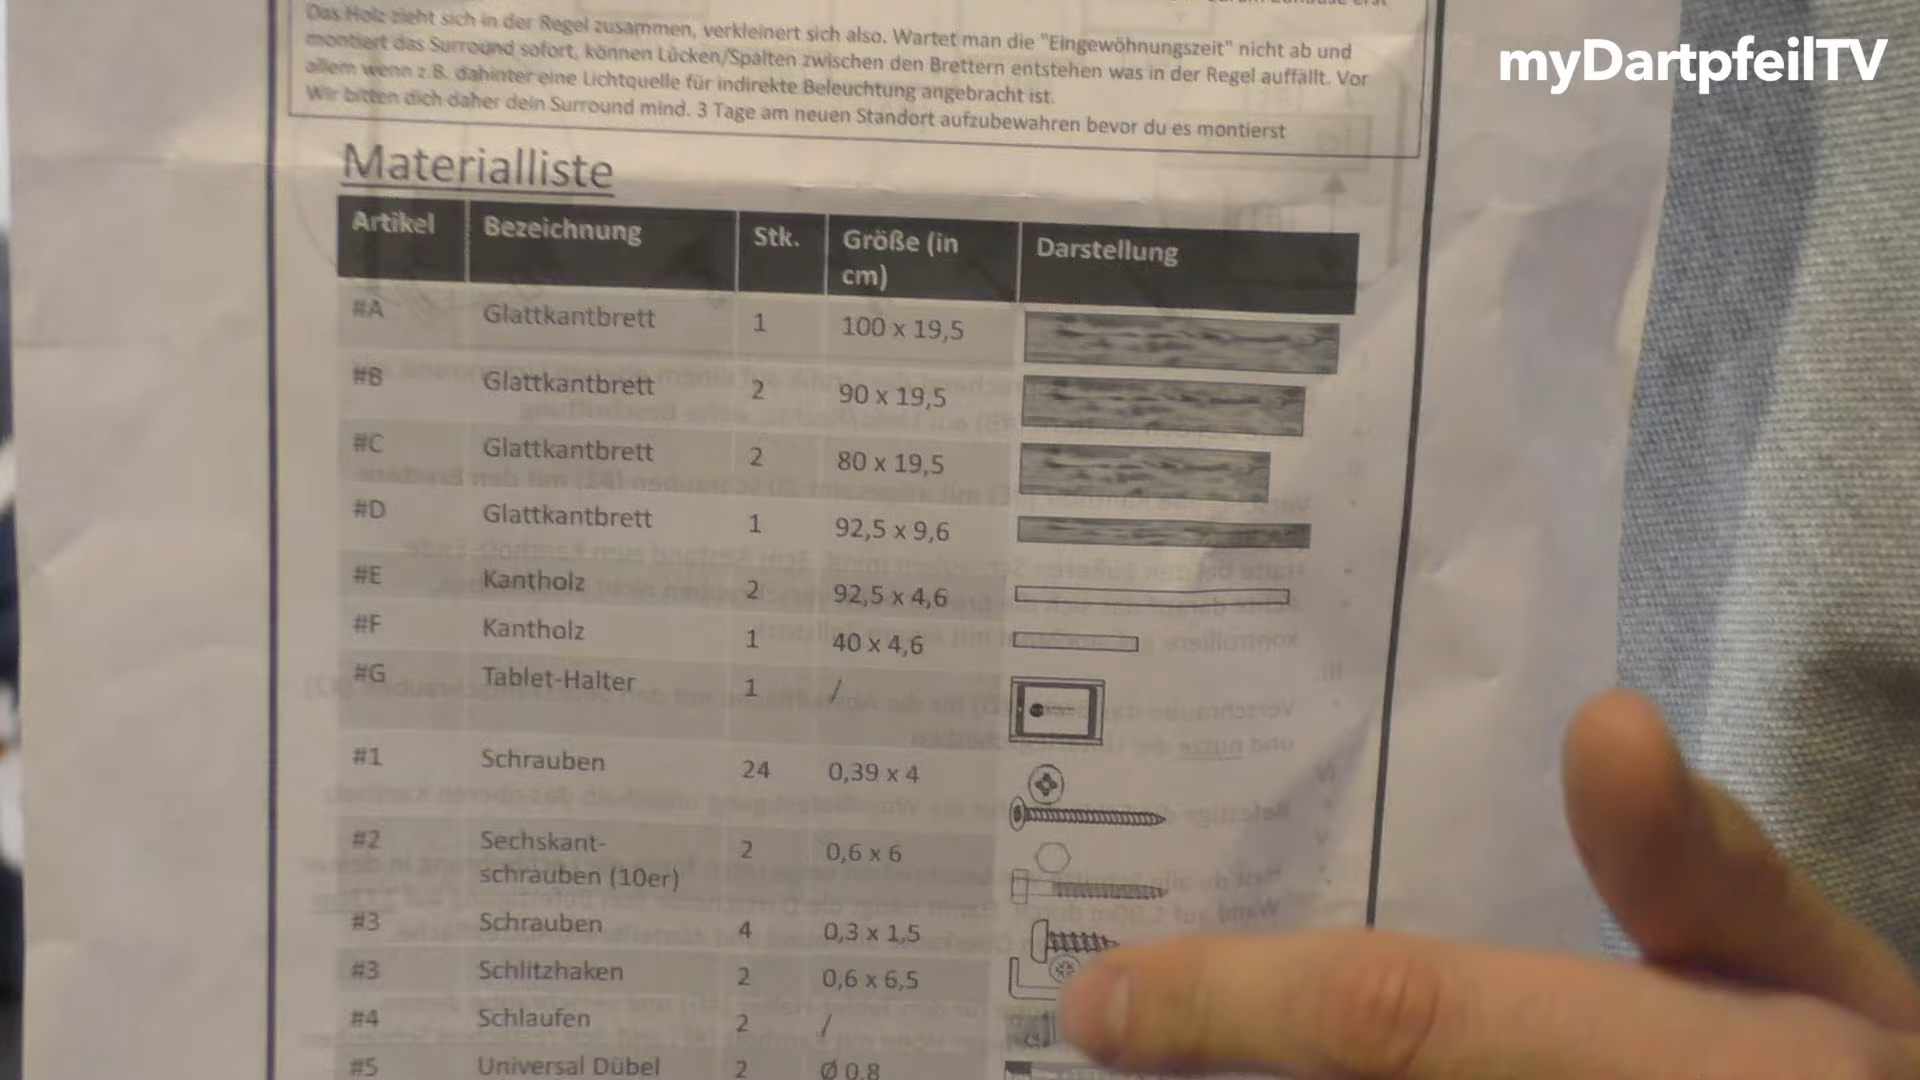 myDartpfeilTV
Das Holz zieht sich in der Regel zusammen, verkleinert sich also. Wartet man die "Eingewöhnungszeit" nicht ab und
montiert das Surround sofort, können Lücken/Spalten zwischen den Brettern entstehen was in der Regel auffällt. Vor
allem wenn z.B. dahinter eine Lichtquelle für indirekte Beleuchtung angebracht ist.
Wir bitten dich daher dein Surround mind. 3 Tage am neuen Standort aufzubewahren bevor du es montierst
Materialliste
Artikel Bezeichnung Stk. Größe (in cm) Darstellung
#A Glattkantbrett 1 100 x 19,5
#B Glattkantbrett 2 90 x 19,5
#C Glattkantbrett 2 80 x 19,5
#D Glattkantbrett 1 92,5 x 9,6
#E Kantholz 2 92,5 x 4,6
#F Kantholz 1 40 x 4,6
#G Tablet-Halter 1 /
#1 Schrauben 24 0,39 x 4
#2 Sechskant- 2 0,6 x 6
schrauben (10er)
#3 Schrauben 4 0,3 x 1,5
#3 Schlitzhaken 2 0,6 x 6,5
#4 Schlaufen 2 /
#5 Universal Dübel 2 Ø 0,8